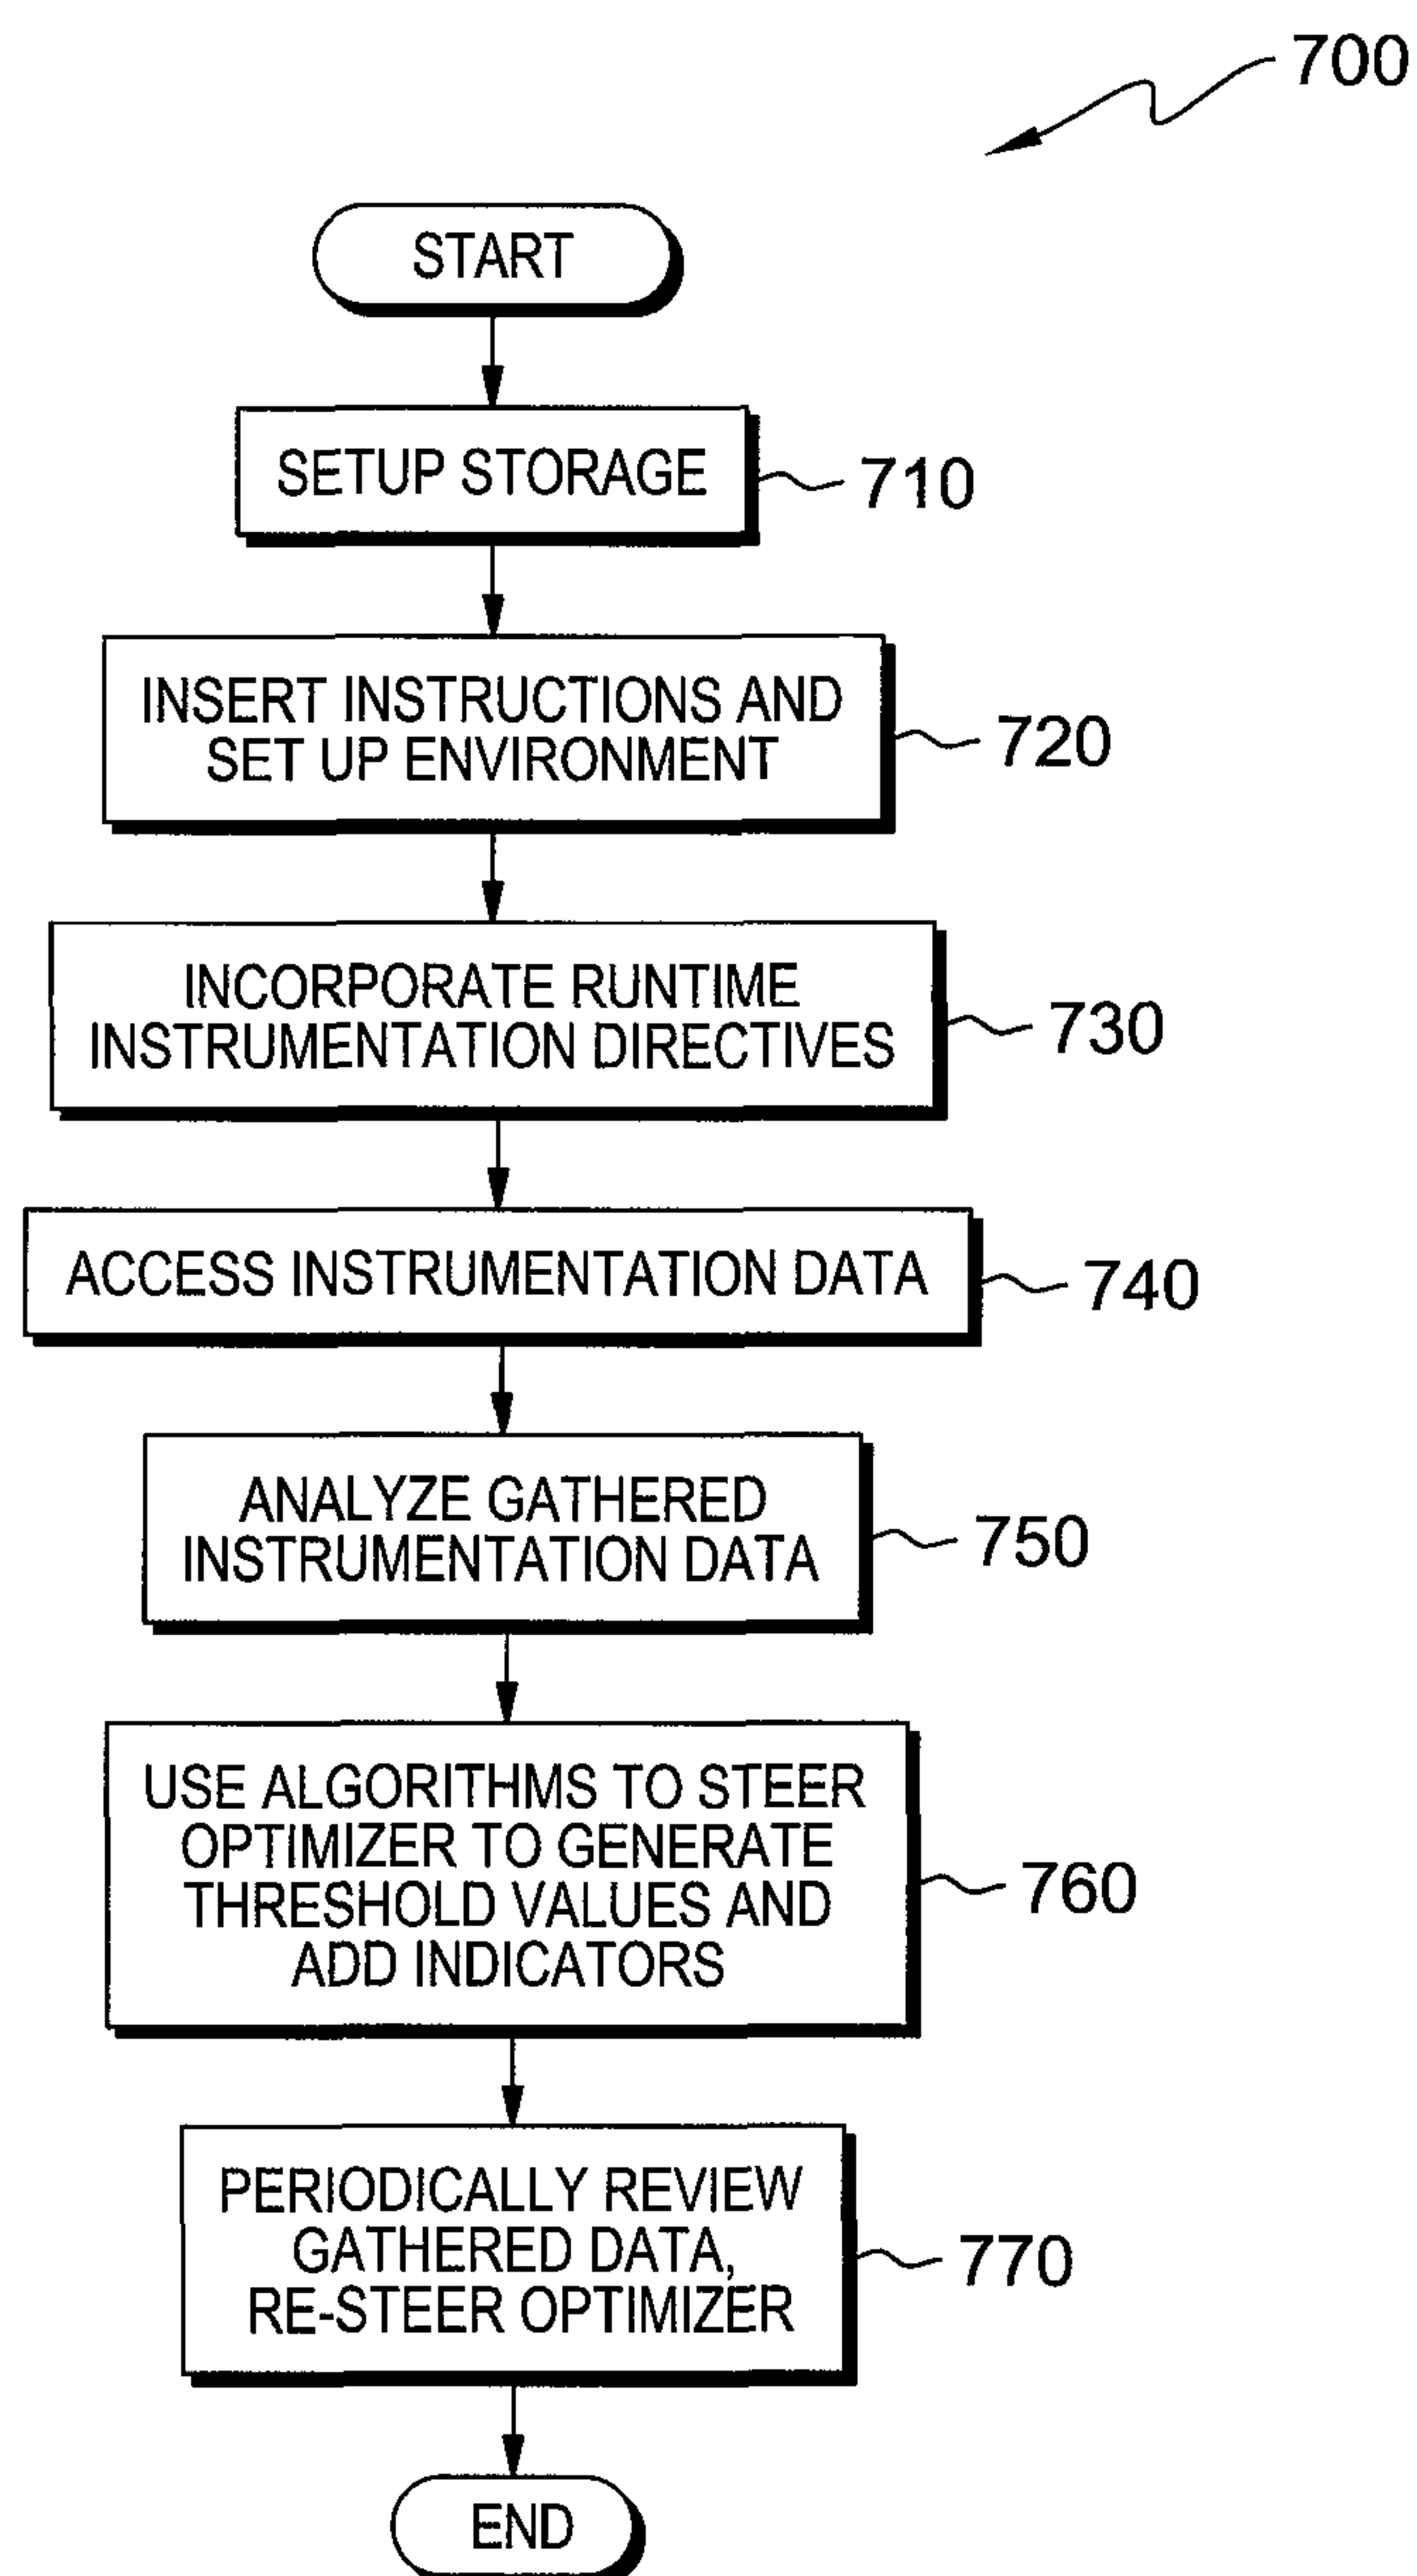 700
START
SETUP STORAGE
710
INSERT INSTRUCTIONS AND
SET UP ENVIRONMENT
720
INCORPORATE RUNTIME
INSTRUMENTATION DIRECTIVES
730
ACCESS INSTRUMENTATION DATA
740
ANALYZE GATHERED
INSTRUMENTATION DATA
750
USE ALGORITHMS TO STEER
OPTIMIZER TO GENERATE
THRESHOLD VALUES AND
ADD INDICATORS
760
PERIODICALLY REVIEW
GATHERED DATA,
RE-STEER OPTIMIZER
770
END